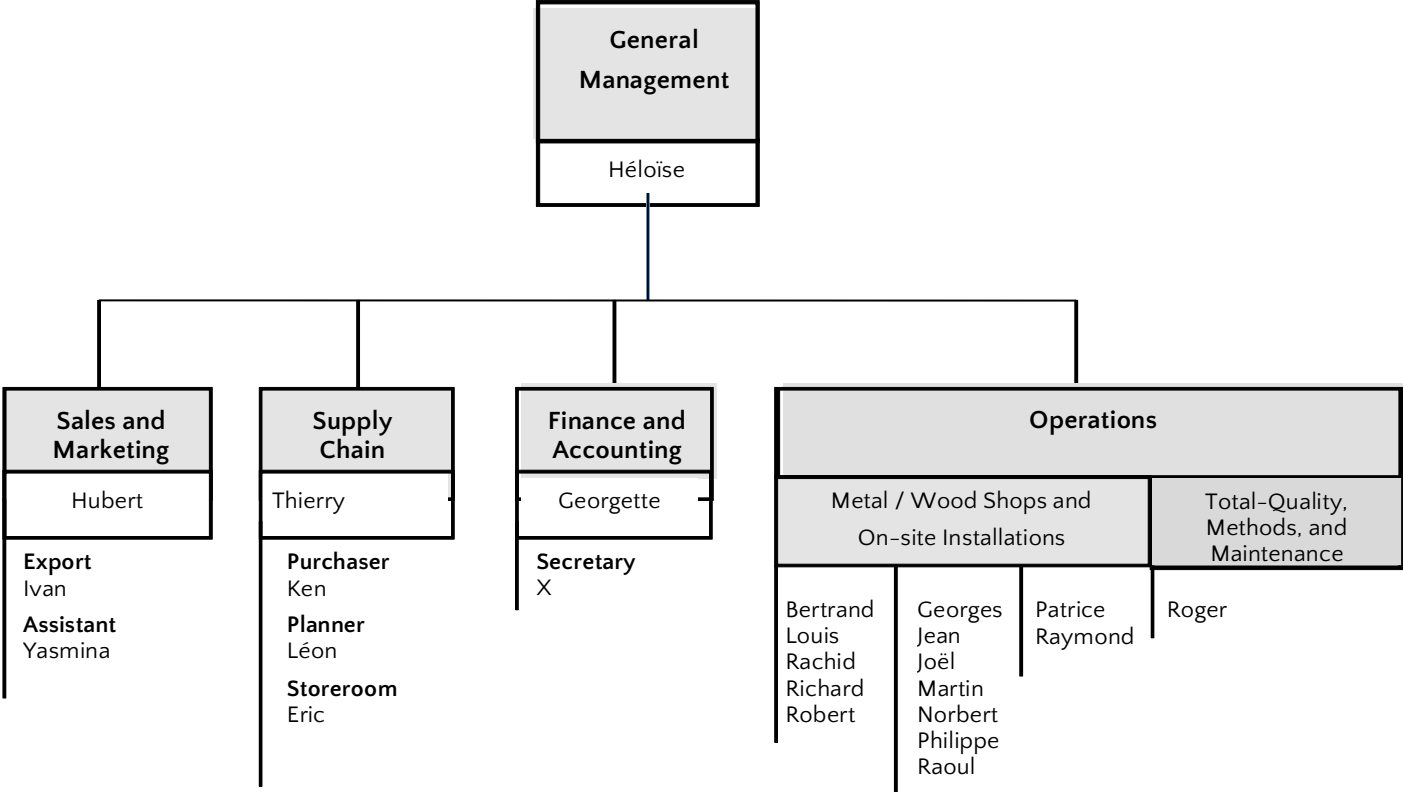 General
Management
Héloïse
Sales and
Marketing
Hubert
Export
Ivan
Assistant
Yasmina
Supply
Chain
Thierry
Purchaser
Ken
Planner
Léon
Storeroom
Eric
Finance and
Accounting
Georgette
Secretary
X
Operations
Metal / Wood Shops and
On-site Installations
Bertrand
Louis
Rachid
Richard
Robert
Georges
Jean
Joël
Martin
Norbert
Philippe
Raoul
Patrice
Raymond
Total-Quality,
Methods, and
Maintenance
Roger